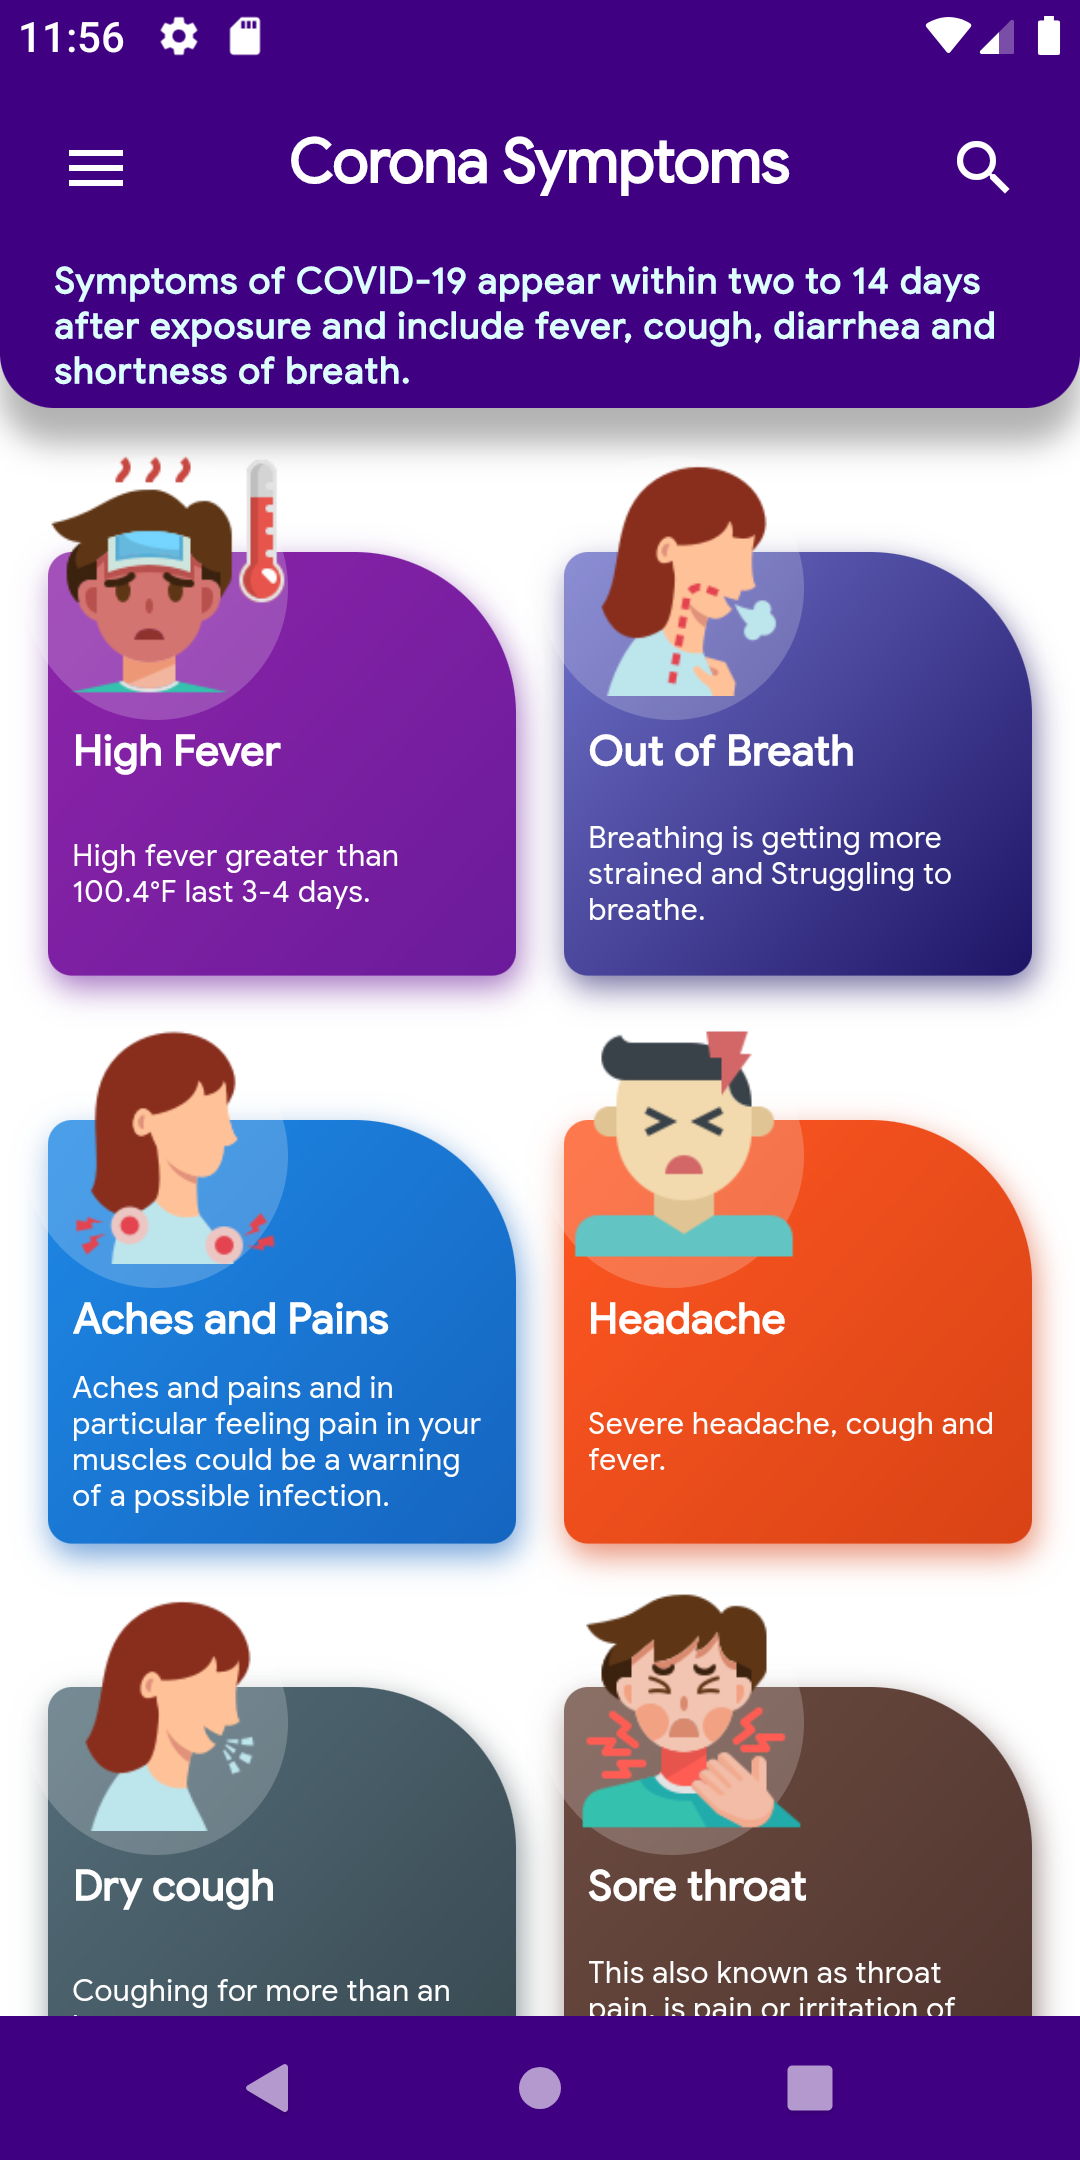 11:56
Corona Symptoms
Symptoms of COVID-19 appear within two to 14 days
after exposure and include fever, cough, diarrhea and
shortness of breath.
High Fever
High fever greater than
100.4°F last 3-4 days.
Out of Breath
Breathing is getting more
strained and Struggling to
breathe.
Aches and Pains
Aches and pains and in
particular feeling pain in your
muscles could be a warning
of a possible infection.
Headache
Severe headache, cough and
fever.
Dry cough
Coughing for more than an
Sore throat
This also known as throat
pain, is pain or irritation of